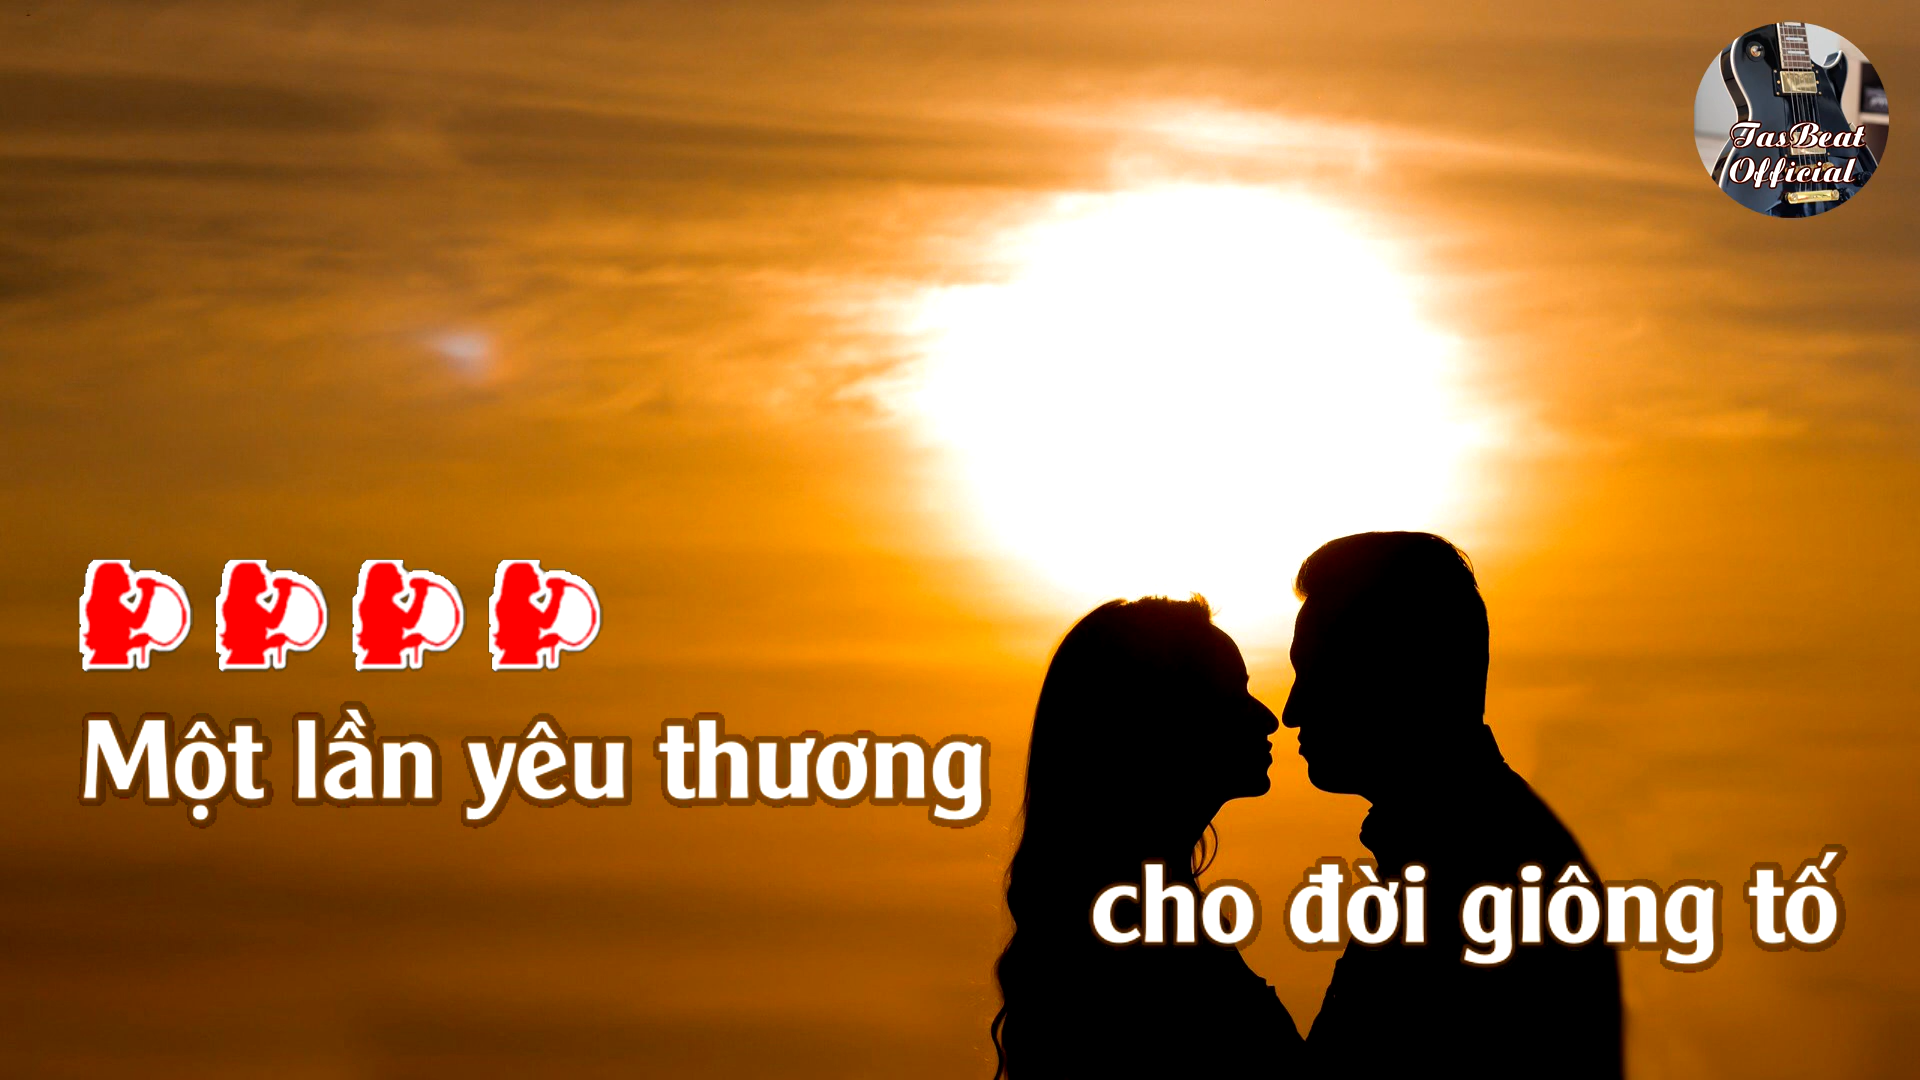 TasBeat
Official
Một lần yêu thương
cho đời giông tố